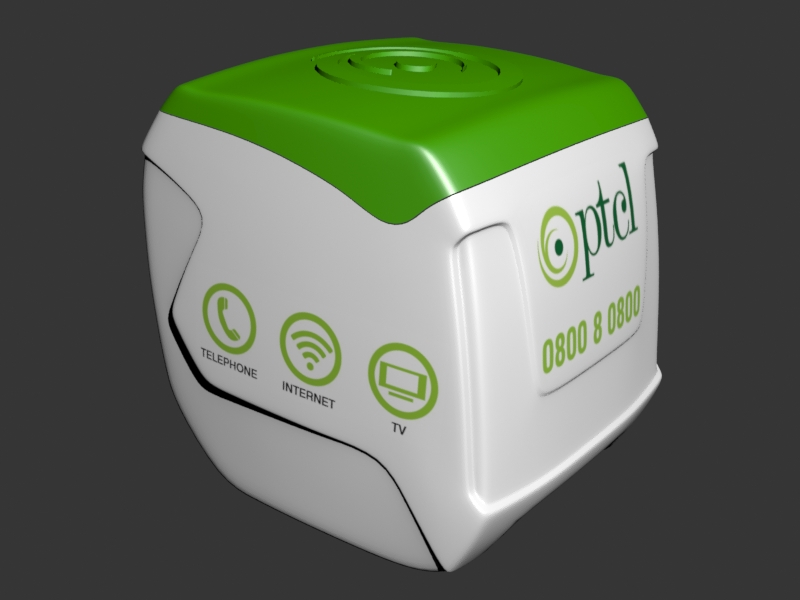 TELEPHONE
INTERNET
TV
ptcl
0800 8 0800